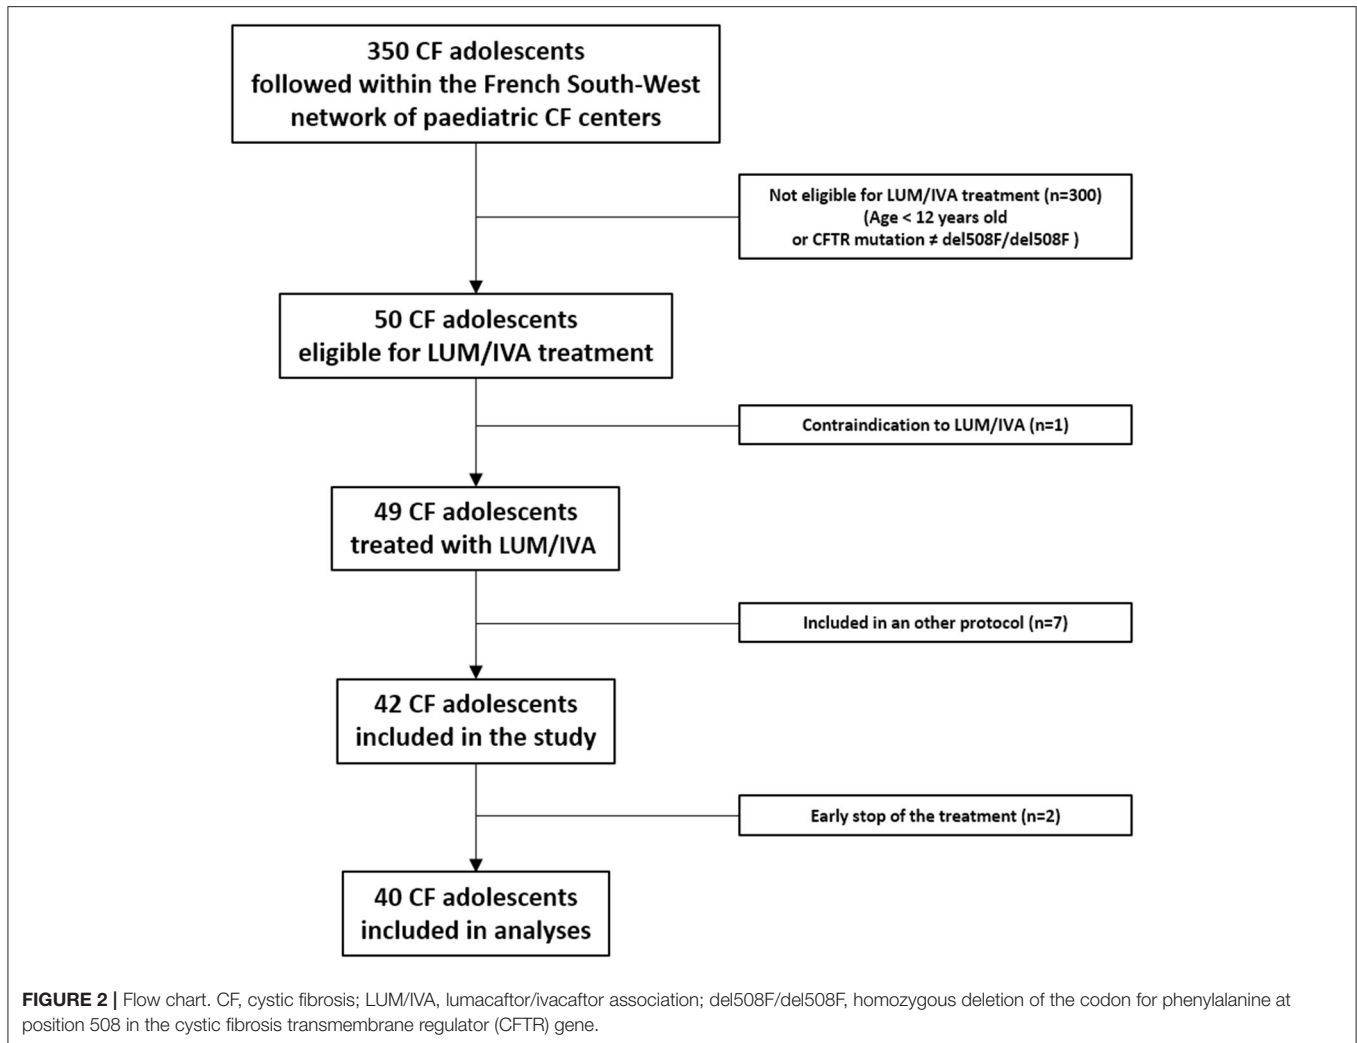 350 CF adolescents
followed within the French South-West
network of paediatric CF centers
Not eligible for LUM/IVA treatment (n=300)
(Age < 12 years old
or CFTR mutation ≠ del508F/del508F )
50 CF adolescents
eligible for LUM/IVA treatment
Contraindication to LUM/IVA (n=1)
49 CF adolescents
treated with LUM/IVA
Included in an other protocol (n=7)
42 CF adolescents
included in the study
Early stop of the treatment (n=2)
40 CF adolescents
included in analyses
FIGURE 2 | Flow chart. CF, cystic fibrosis; LUM/IVA, lumacaftor/ivacaftor association; del508F/del508F, homozygous deletion of the codon for phenylalanine at
position 508 in the cystic fibrosis transmembrane regulator (CFTR) gene.